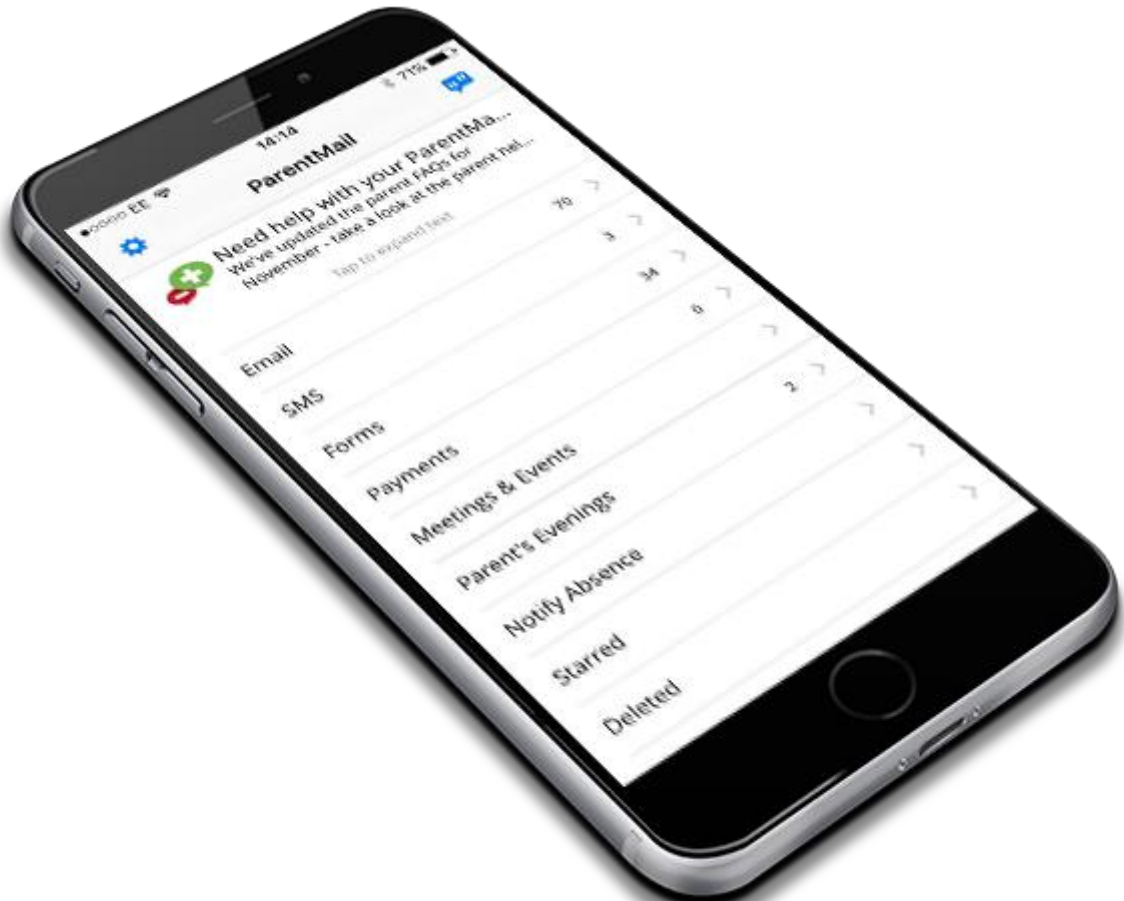 ●○○○○ EE 14:14 71%
ParentMail
Need help with your ParentMa...
We've updated the parent FAQs for
November - take a look at the parent hel...
Tap to expand text
Email 70
SMS 3
Forms 34
Payments 0
Meetings & Events
Parent's Evenings 2
Notify Absence
Starred
Deleted